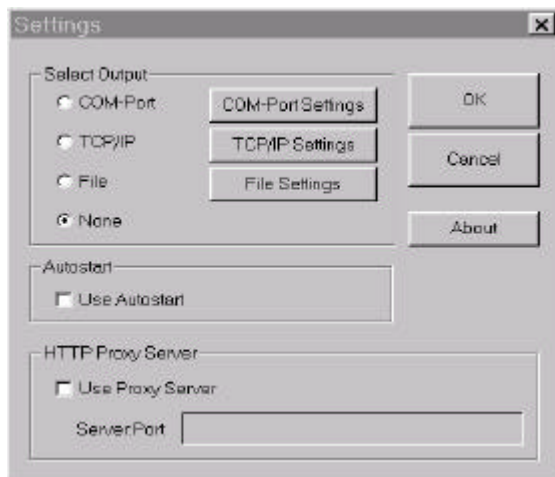 Settings
Select Output
COM-Port
COM-Port Settings
OK
TCP/IP
TCP/IP Settings
Cancel
File
File Settings
None
About
Autostart
Use Autostart
HTTP Proxy Server
Use Proxy Server
Server:Port